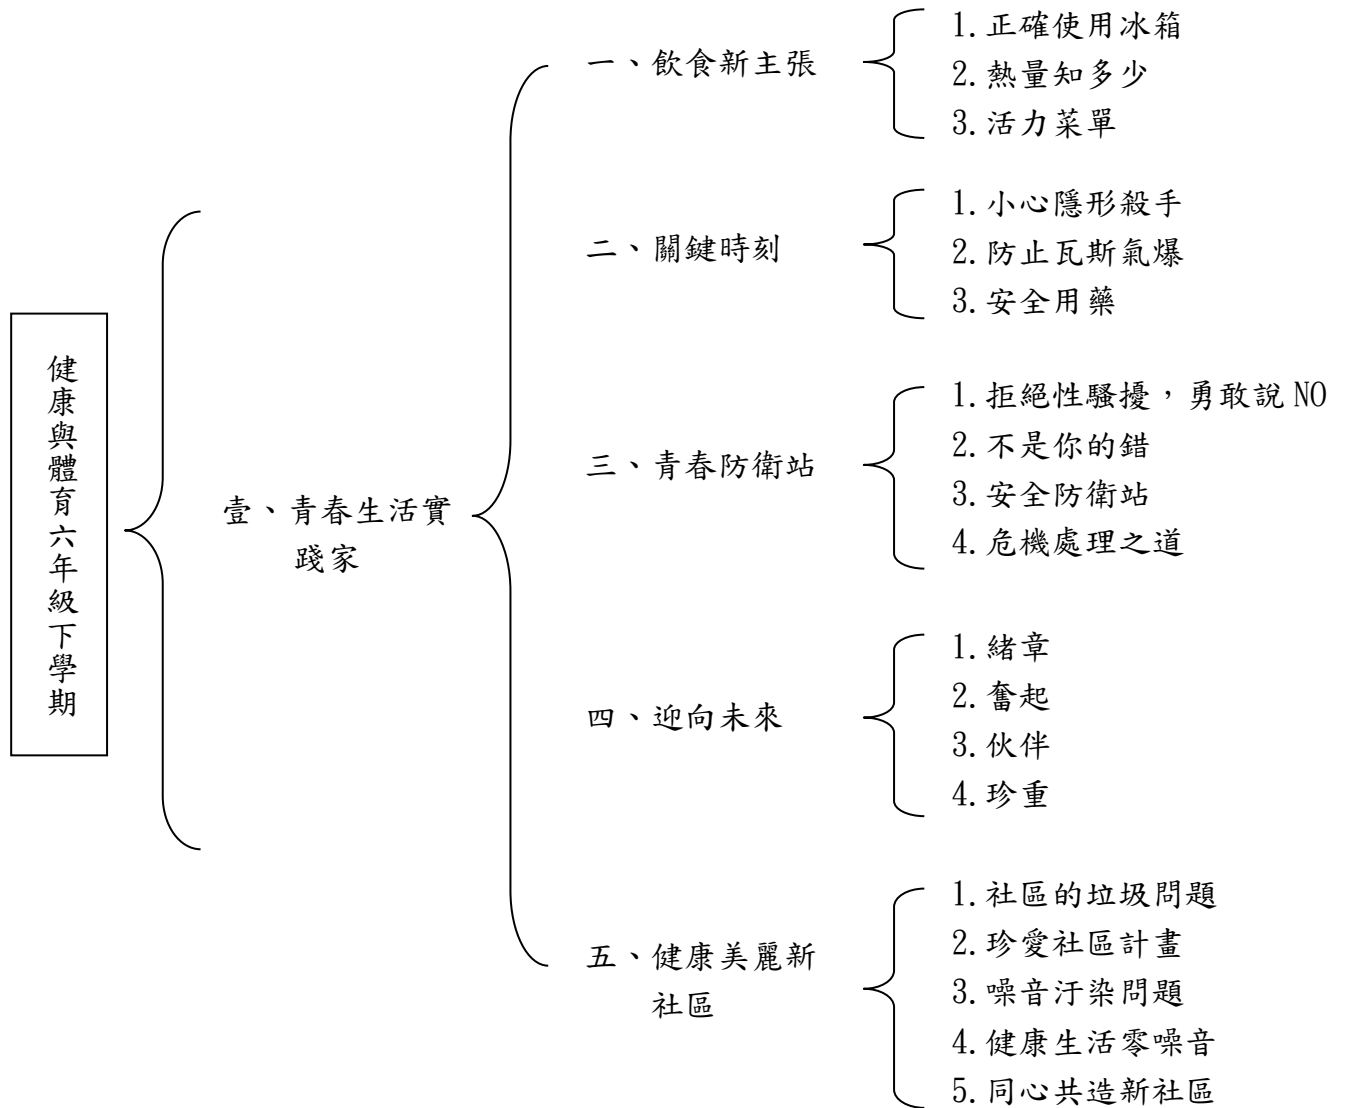 健康與體育六年級下學期
壹、青春生活實
踐家
一、飲食新主張
1.正確使用冰箱
2.熱量知多少
3.活力菜單
二、關鍵時刻
1.小心隱形殺手
2.防止瓦斯氣爆
3.安全用藥
三、青春防衛站
1.拒絕性騷擾，勇敢說 NO
2.不是你的錯
3.安全防衛站
4.危機處理之道
四、迎向未來
1.緒章
2.奮起
3.伙伴
4.珍重
五、健康美麗新
社區
1.社區的垃圾問題
2.珍愛社區計畫
3.噪音汙染問題
4.健康生活零噪音
5.同心共造新社區